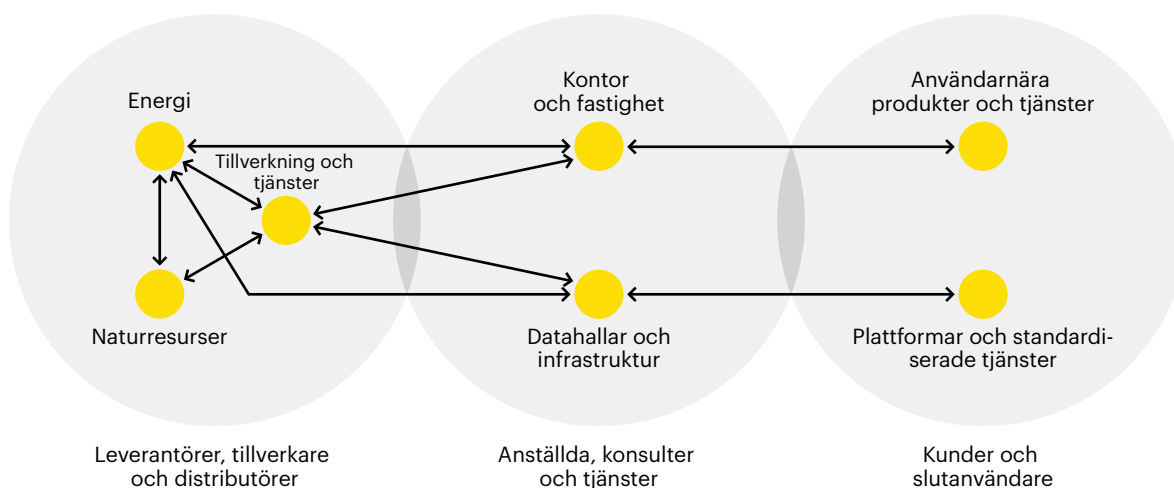 Energi
Tillverkning och
tjänster
Naturresurser
Leverantörer, tillverkare
och distributörer
Kontor
och fastighet
Datahallar och
infrastruktur
Anställda, konsulter
och tjänster
Användarnära
produkter och tjänster
Plattformar och standardi-
serade tjänster
Kunder och
slutanvändare